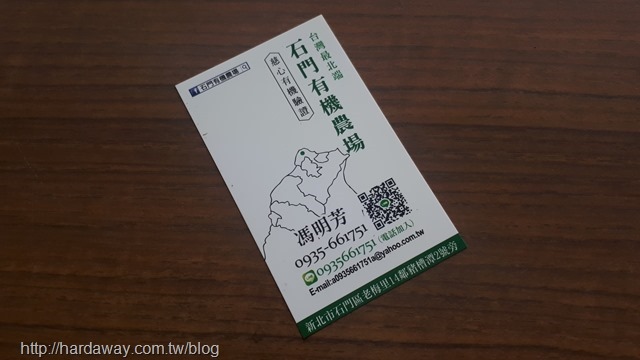 石門有機農場
台灣最北端
石門有機農場
慈心有機驗證
馮明芳
0935-661751
0935661751 (電話加入)
E-mail:a0935661751a@yahoo.com.tw
新北市石門區老梅里14鄰豬槽潭2號旁
http://hardaway.com.tw/blog